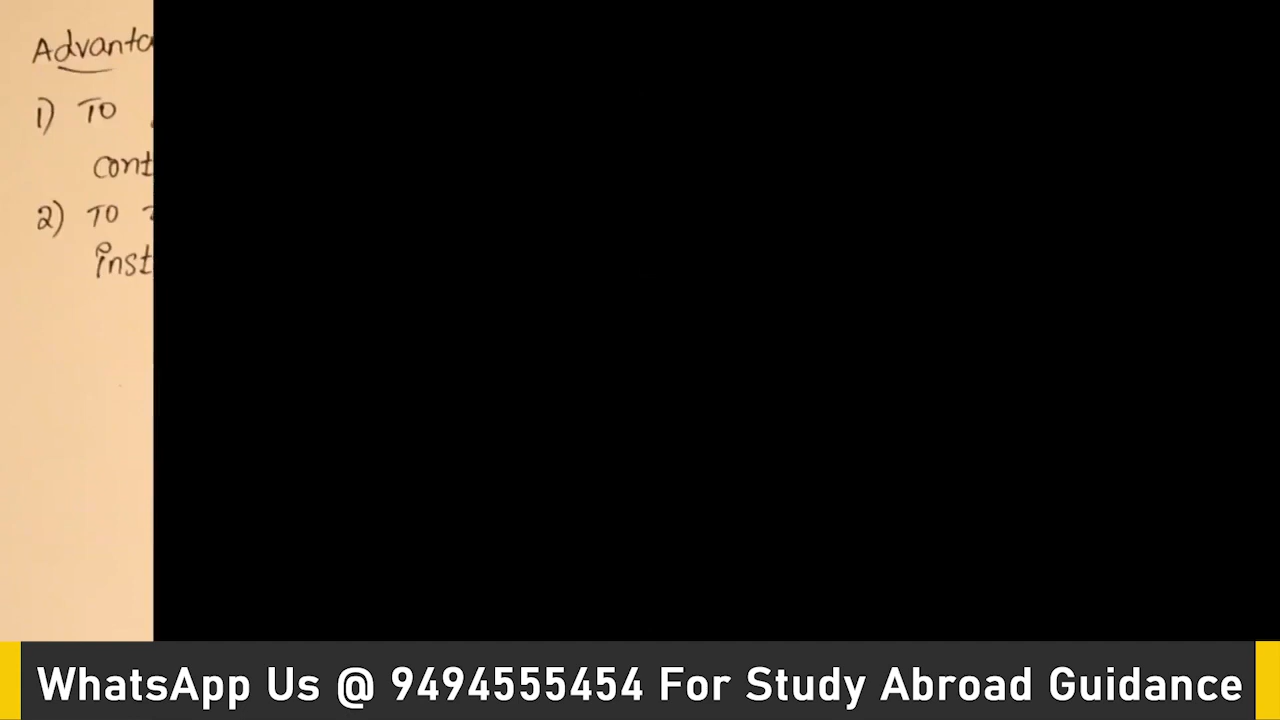 Advanta
1) To
cont
2) To
inst
WhatsApp Us @ 9494555454 For Study Abroad Guidance